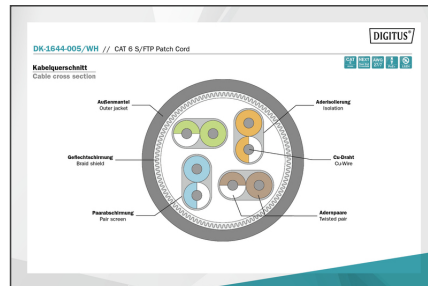 DIGITUS®
DK-1644-005/WH // CAT 6 S/FTP Patch Cord
Kabelquerschnitt
Cable cross section
Außenmantel
Outer jacket
Aderisolierung
Isolation
Geflechtschirmung
Braid shield
Cu-Draht
Cu-Wire
Paarabschirmung
Pair screen
Aderspaare
Twisted pair